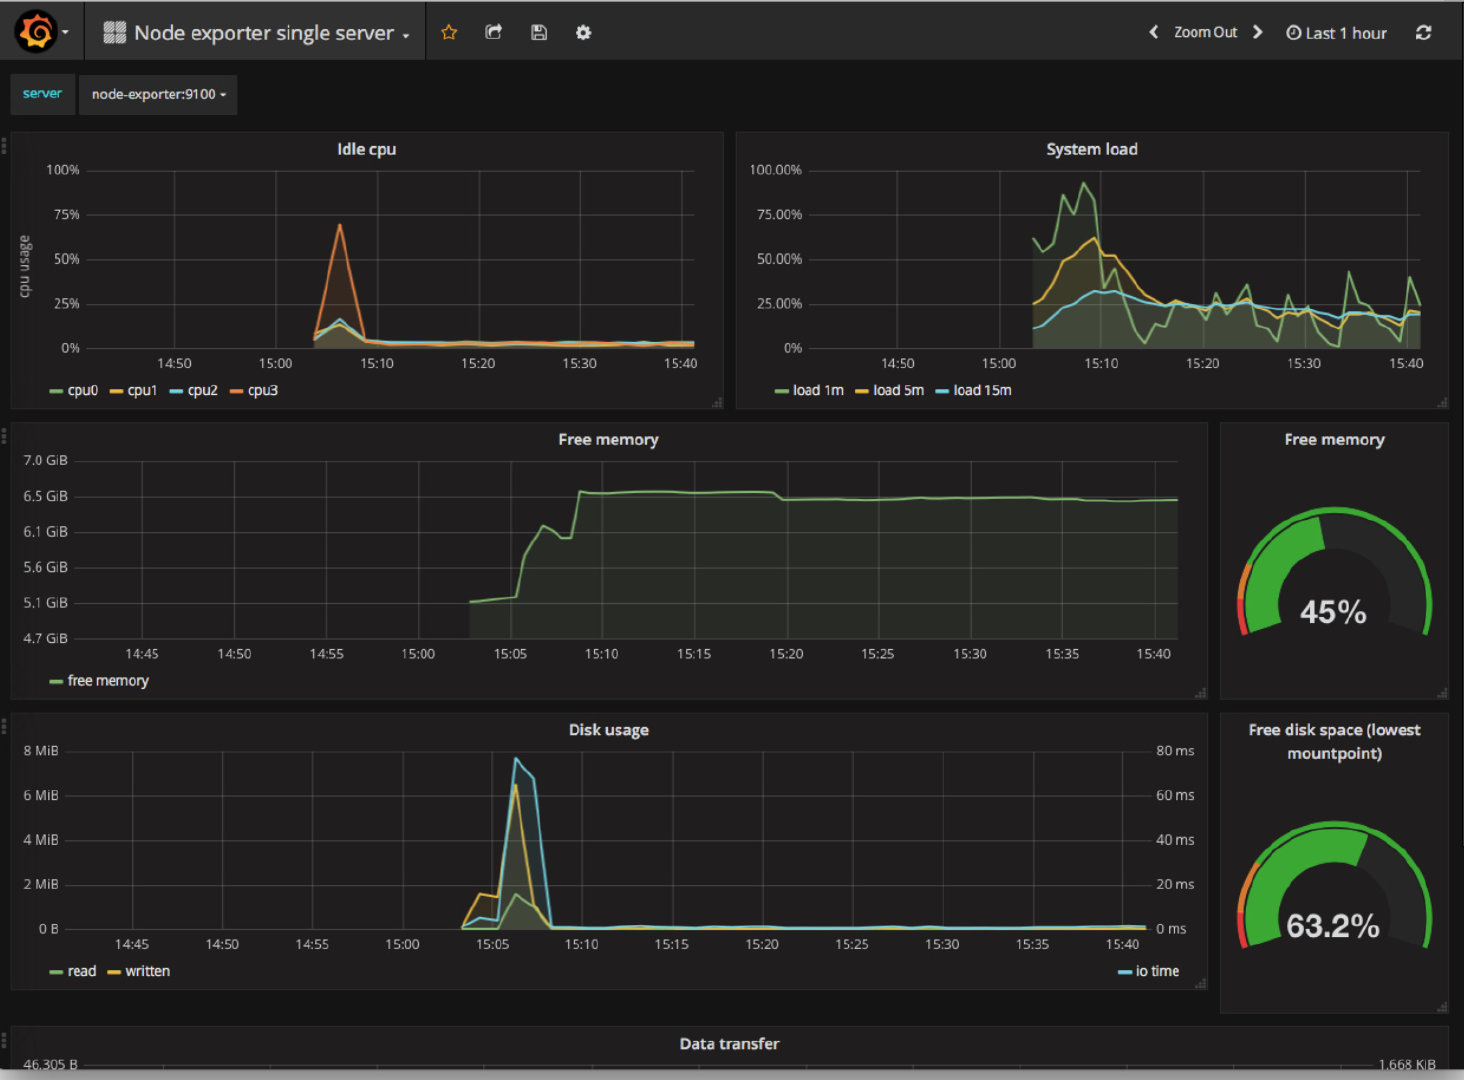 Node exporter single server
Zoom Out
Last 1 hour
server
node-exporter:9100
Idle cpu
cpu usage
100%
75%
50%
25%
0%
14:50 15:00 15:10 15:20 15:30 15:40
cpu0 cpu1 cpu2 cpu3
System load
100.00%
75.00%
50.00%
25.00%
0%
14:50 15:00 15:10 15:20 15:30 15:40
load 1m load 5m load 15m
Free memory
7.0 GiB
6.5 GiB
6.1 GiB
5.6 GiB
5.1 GiB
4.7 GiB
14:45 14:50 14:55 15:00 15:05 15:10 15:15 15:20 15:25 15:30 15:35 15:40
free memory
Free memory
45%
Disk usage
8 MiB
6 MiB
4 MiB
2 MiB
0 B
80 ms
60 ms
40 ms
20 ms
0 ms
14:45 14:50 14:55 15:00 15:05 15:10 15:15 15:20 15:25 15:30 15:35 15:40
read written
io time
Free disk space (lowest
mountpoint)
63.2%
Data transfer
46.305 B
1.668 KiB